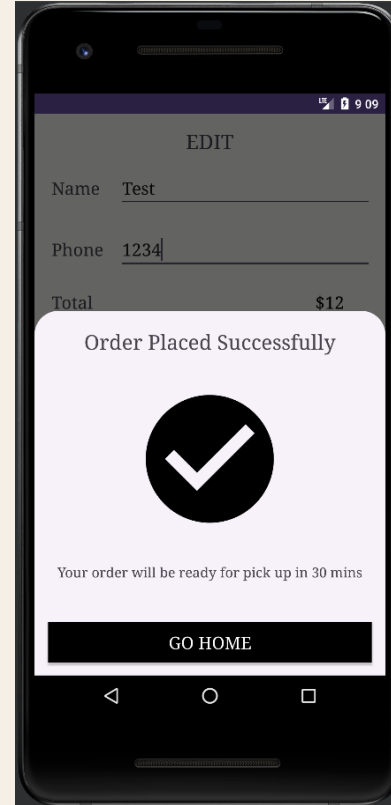 LTE 9 09
EDIT
Name Test
Phone 1234
Total $12
Order Placed Successfully
Your order will be ready for pick up in 30 mins
GO HOME